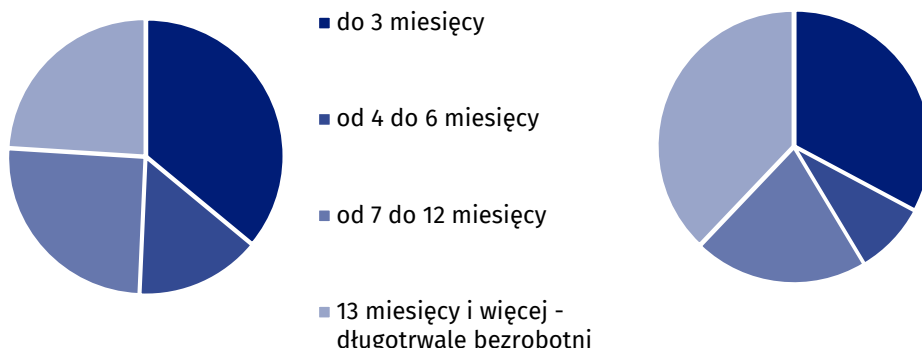 do 3 miesięcy
od 4 do 6 miesięcy
od 7 do 12 miesięcy
13 miesięcy i więcej -
długotrwale bezrobotni